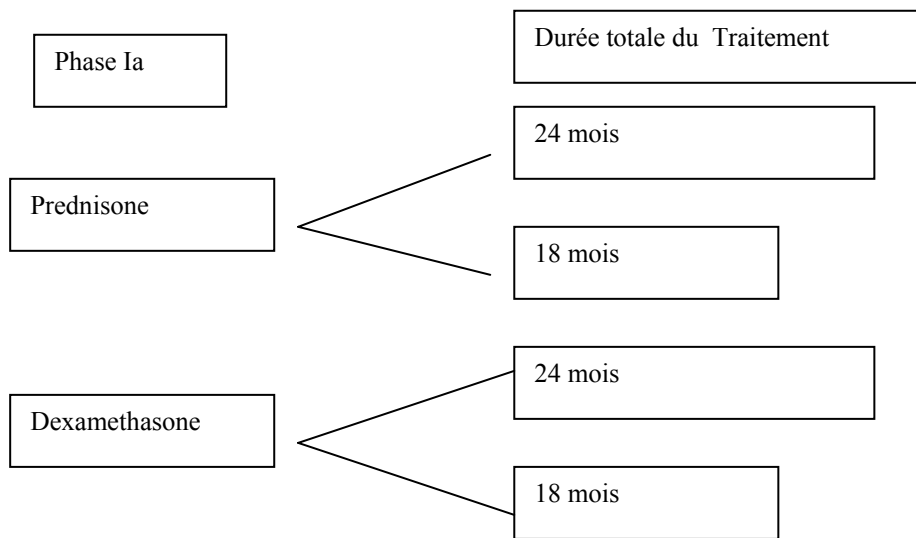 Durée totale du Traitement
Phase Ia
24 mois
Prednisone
18 mois
24 mois
Dexamethasone
18 mois